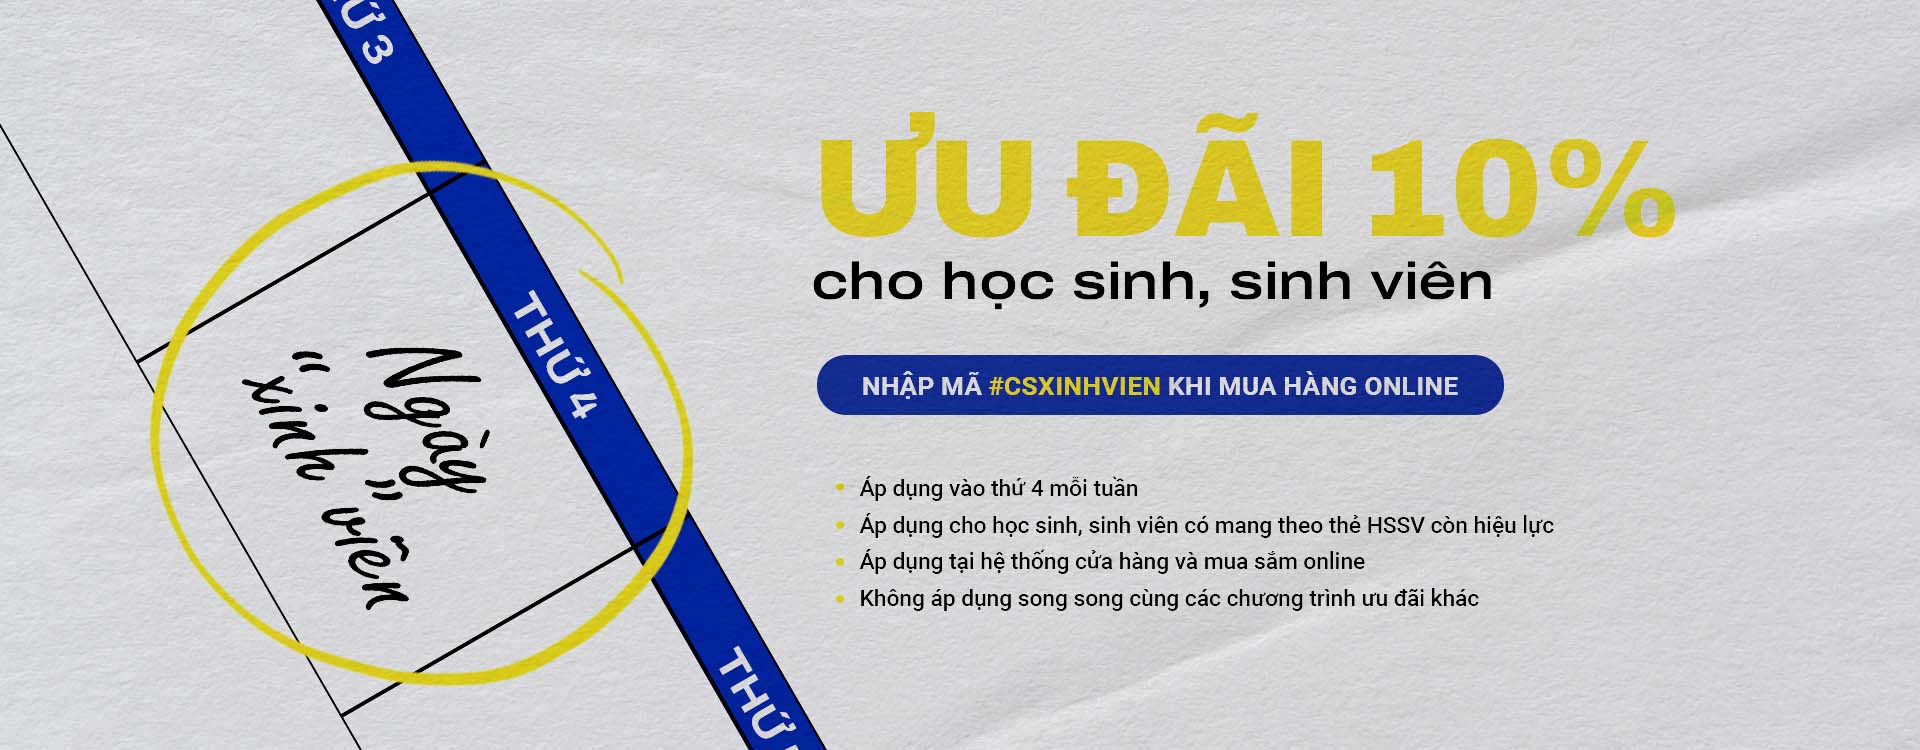 THỨ 3
THỨ 4
THỨ
Ngày
"xinh" viên
ƯU ĐÃI 10%
cho học sinh, sinh viên
NHẬP MÃ #CSXINHVIEN KHI MUA HÀNG ONLINE
Áp dụng vào thứ 4 mỗi tuần
Áp dụng cho học sinh, sinh viên có mang theo thẻ HSSV còn hiệu lực
Áp dụng tại hệ thống cửa hàng và mua sắm online
Không áp dụng song song cùng các chương trình ưu đãi khác